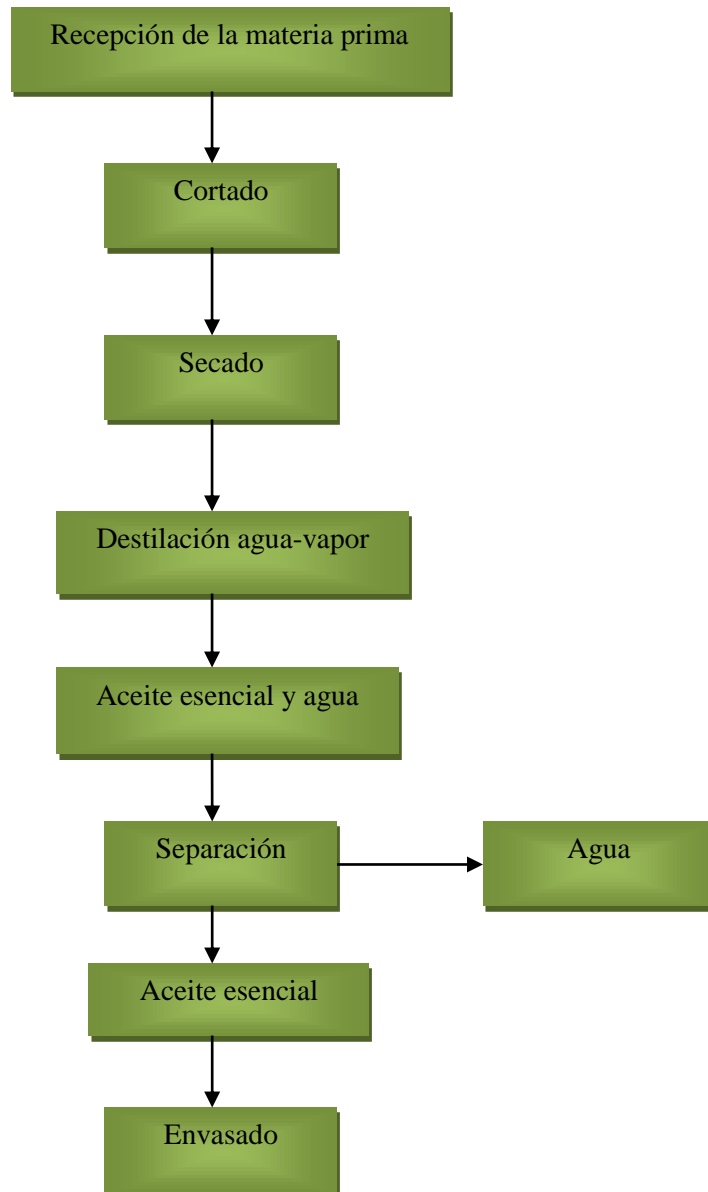 Recepción de la materia prima
Cortado
Secado
Destilación agua-vapor
Aceite esencial y agua
Separación
Agua
Aceite esencial
Envasado